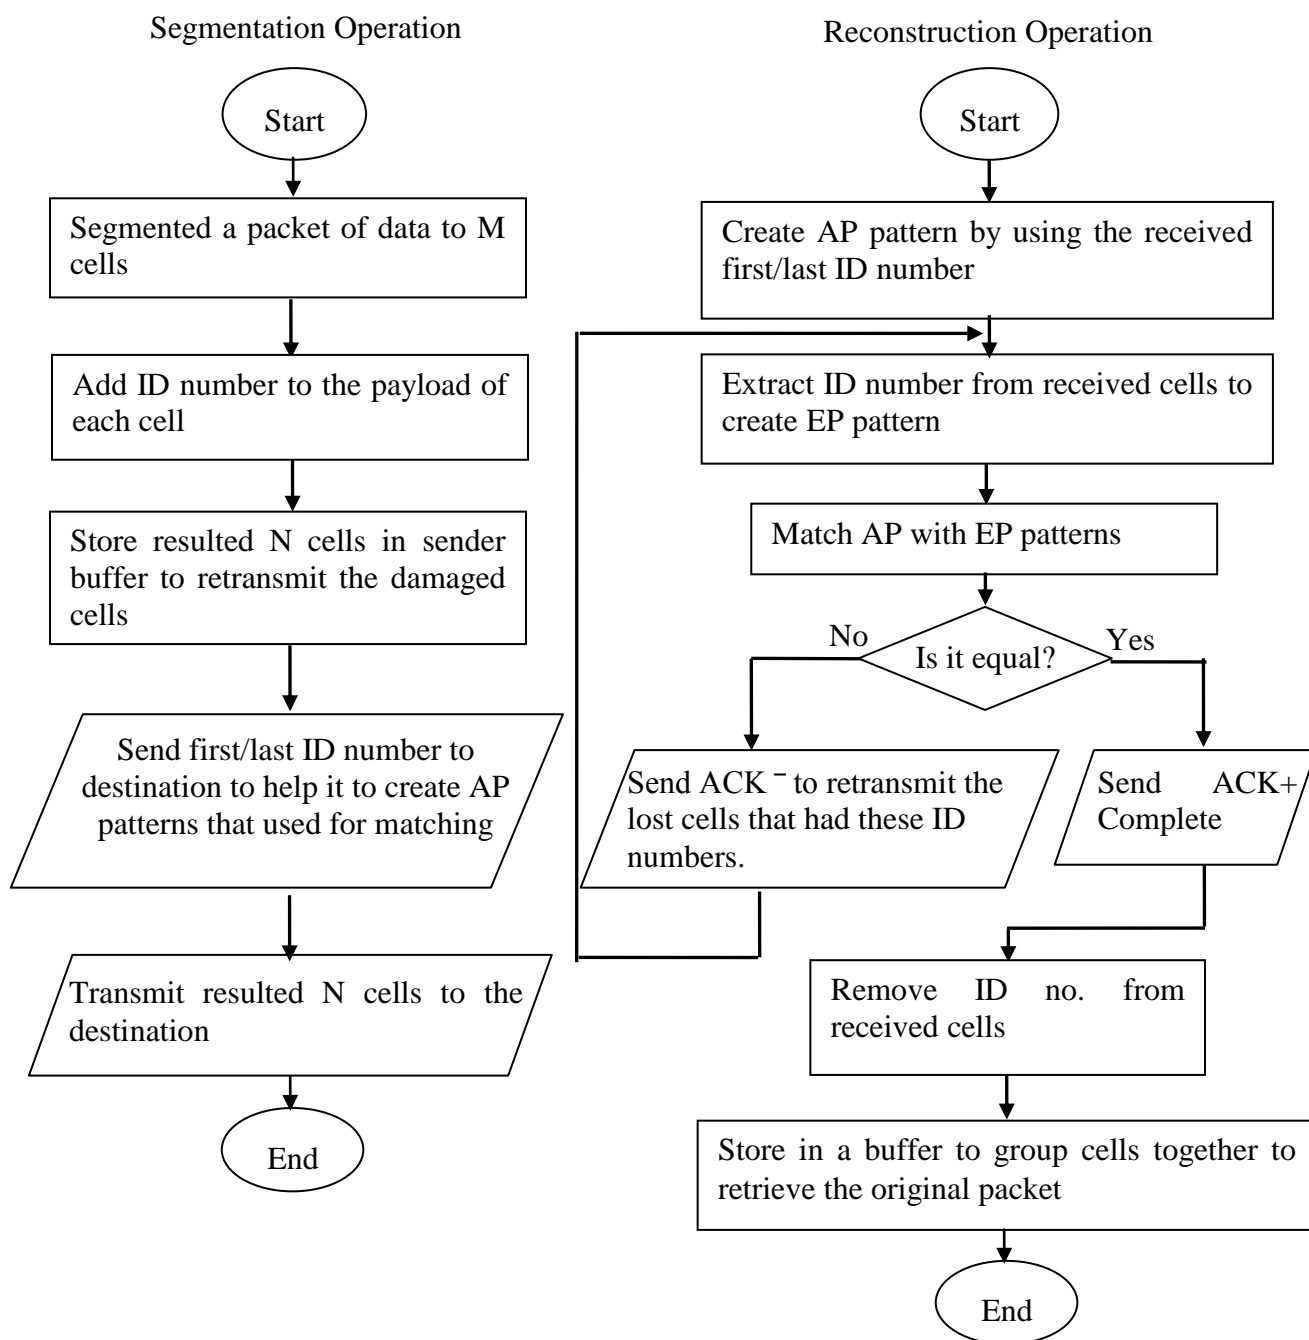 Segmentation Operation
Start
Segmented a packet of data to M
cells
Add ID number to the payload of
each cell
Store resulted N cells in sender
buffer to retransmit the damaged
cells
Send first/last ID number to
destination to help it to create AP
patterns that used for matching
Transmit resulted N cells to the
destination
End
Reconstruction Operation
Start
Create AP pattern by using the received
first/last ID number
Extract ID number from received cells to
create EP pattern
Match AP with EP patterns
Is it equal?
No
Yes
Send ACK ⁻ to retransmit the
lost cells that had these ID
numbers.
Send ACK+
Complete
Remove ID no. from
received cells
Store in a buffer to group cells together to
retrieve the original packet
End